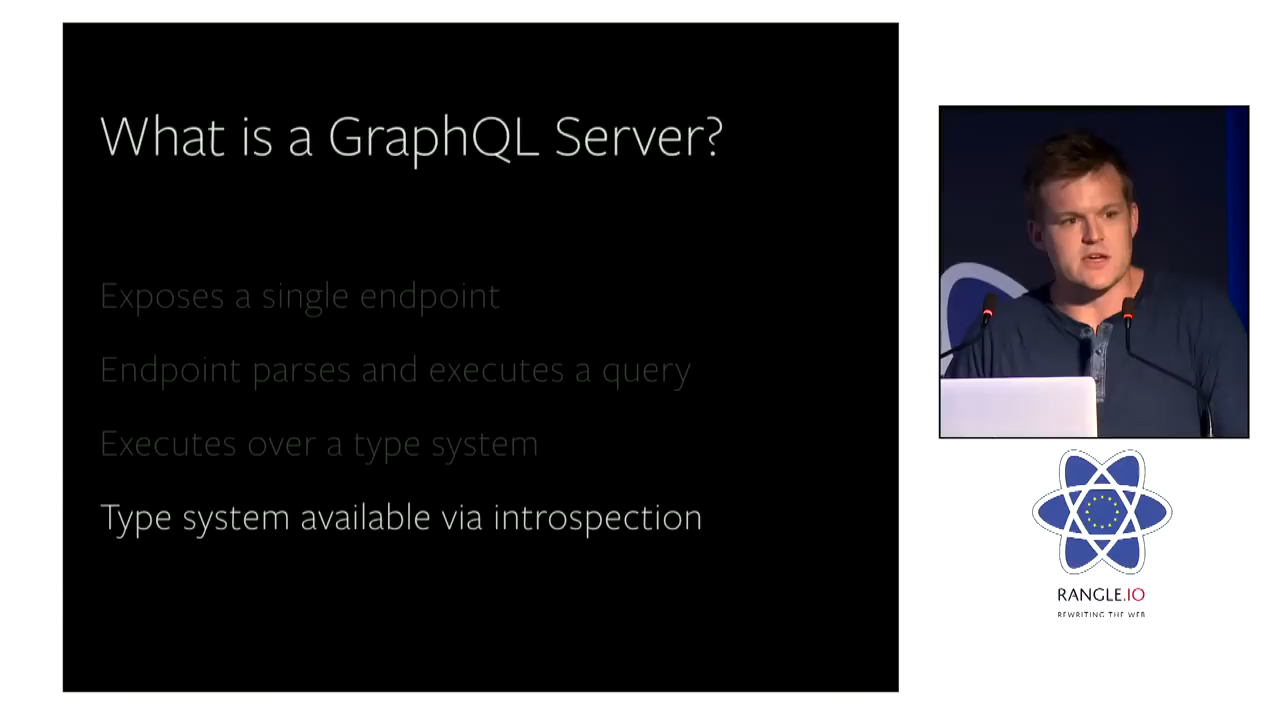 What is a GraphQL Server?
Exposes a single endpoint
Endpoint parses and executes a query
Executes over a type system
Type system available via introspection
RANGLE.IO
REWRITING THE WEB